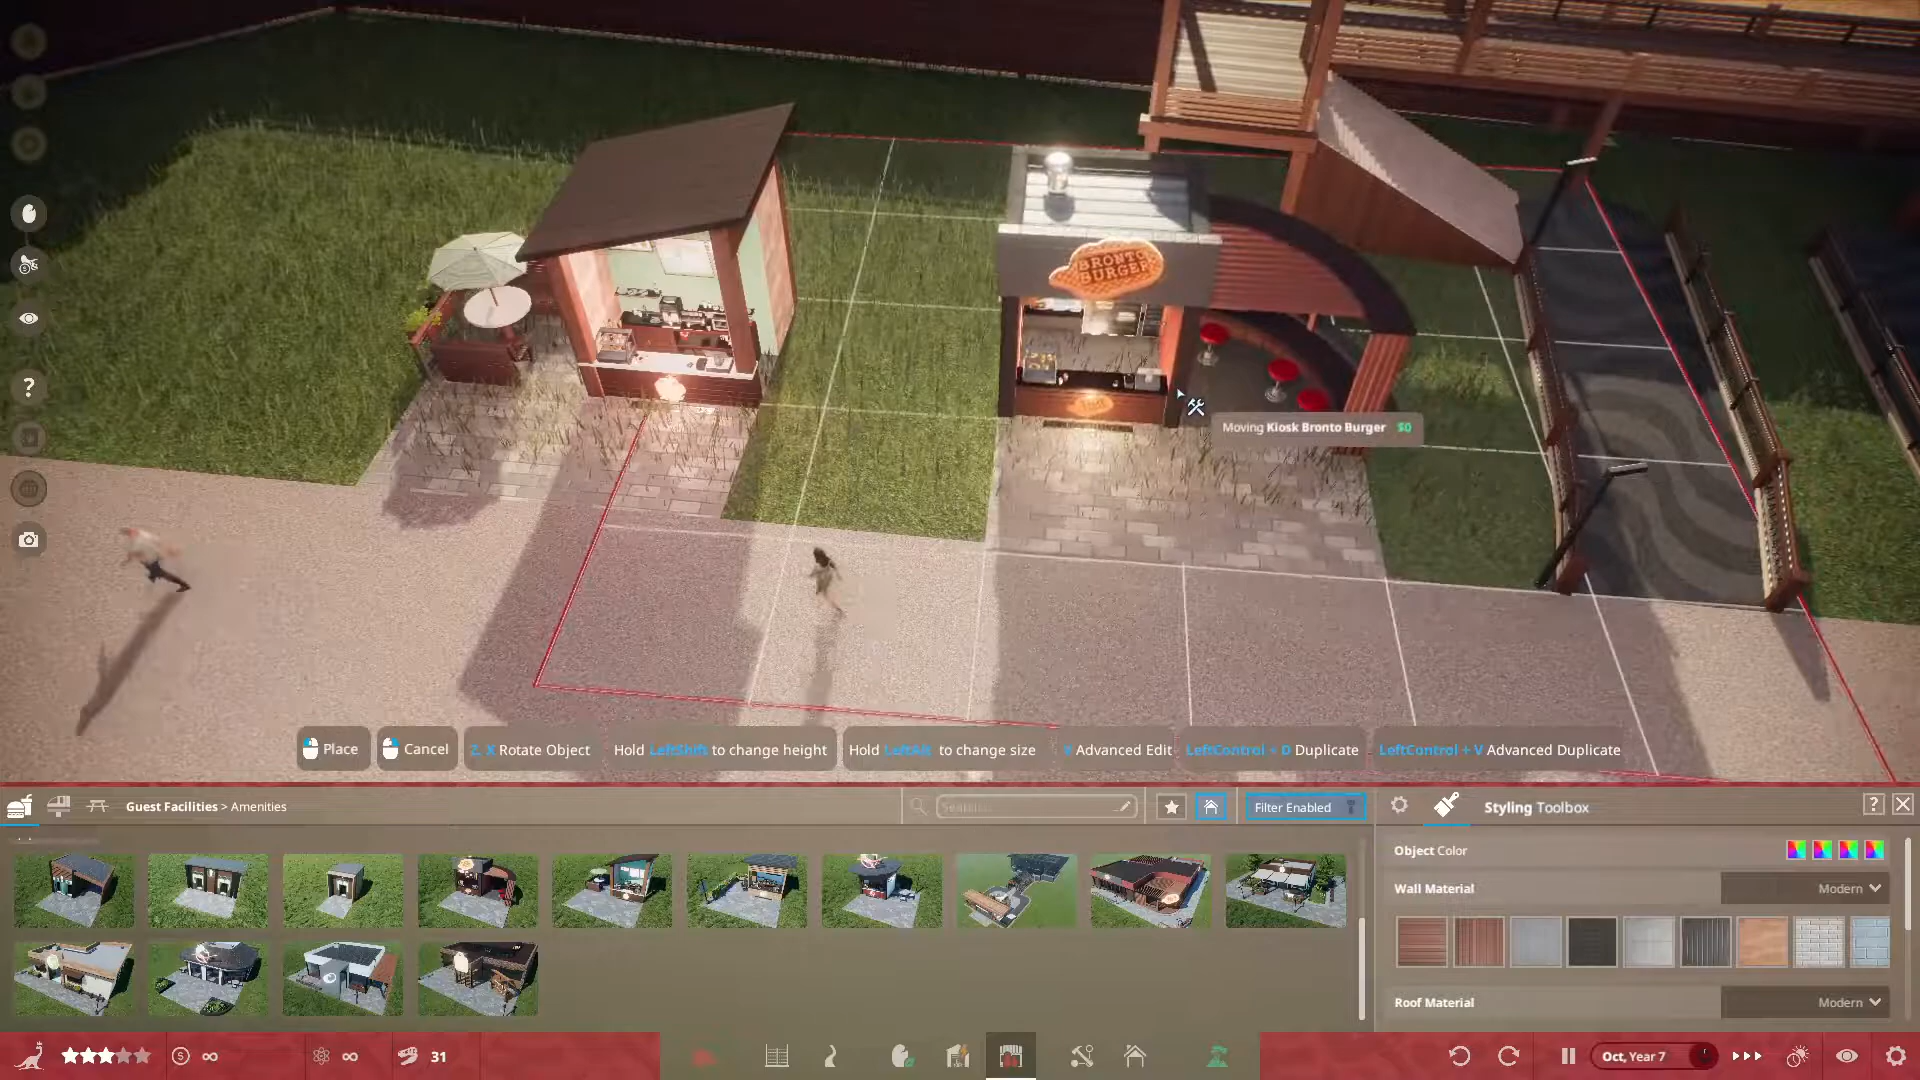 BRONTO
BURGER
Moving Kiosk Bronto Burger $0
Place
Cancel
Z, X Rotate Object
Hold LeftShift to change height
Hold LeftAlt to change size
Advanced Edit
LeftControl + D Duplicate
LeftControl + V Advanced Duplicate
Guest Facilities > Amenities
Search...
Filter Enabled
Styling Toolbox
?
Object Color
Wall Material
Modern
Roof Material
Modern
∞
∞
31
Oct, Year 7
?